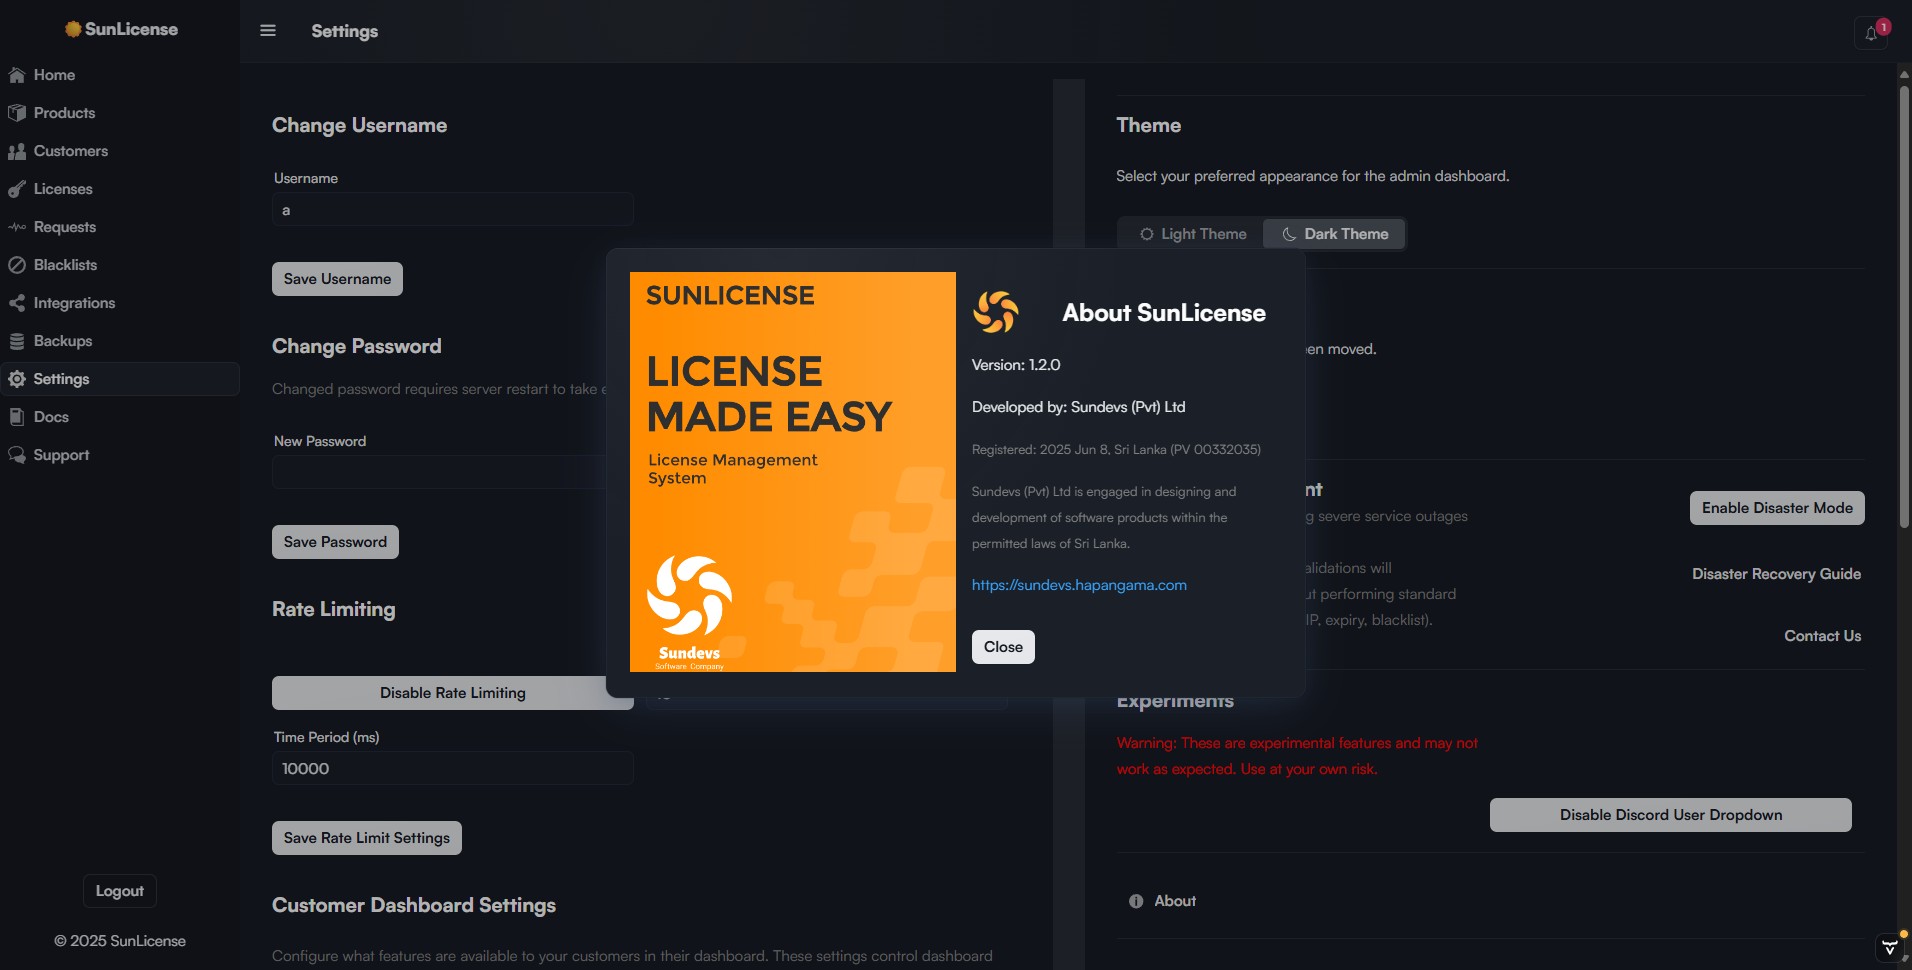 SunLicense
Home
Products
Customers
Licenses
Requests
Blacklists
Integrations
Backups
Settings
Docs
Support
Logout
© 2025 SunLicense
Settings
1
Change Username
Username
a
Save Username
Change Password
Changed password requires server restart to take e
New Password
Save Password
Rate Limiting
Disable Rate Limiting
Time Period (ms)
10000
Save Rate Limit Settings
Customer Dashboard Settings
Configure what features are available to your customers in their dashboard. These settings control dashboard
SUNLICENSE
LICENSE
MADE EASY
License Management
System
Sundevs
Software Company
About SunLicense
Version: 1.2.0
Developed by: Sundevs (Pvt) Ltd
Registered: 2025 Jun 8, Sri Lanka (PV 00332035)
Sundevs (Pvt) Ltd is engaged in designing and
development of software products within the
permitted laws of Sri Lanka.
https://sundevs.hapangama.com
Close
Theme
Select your preferred appearance for the admin dashboard.
Light Theme
Dark Theme
en moved.
nt
g severe service outages
Enable Disaster Mode
alidations will
ut performing standard
IP, expiry, blacklist).
Disaster Recovery Guide
Contact Us
Experiments
Warning: These are experimental features and may not
work as expected. Use at your own risk.
Disable Discord User Dropdown
About